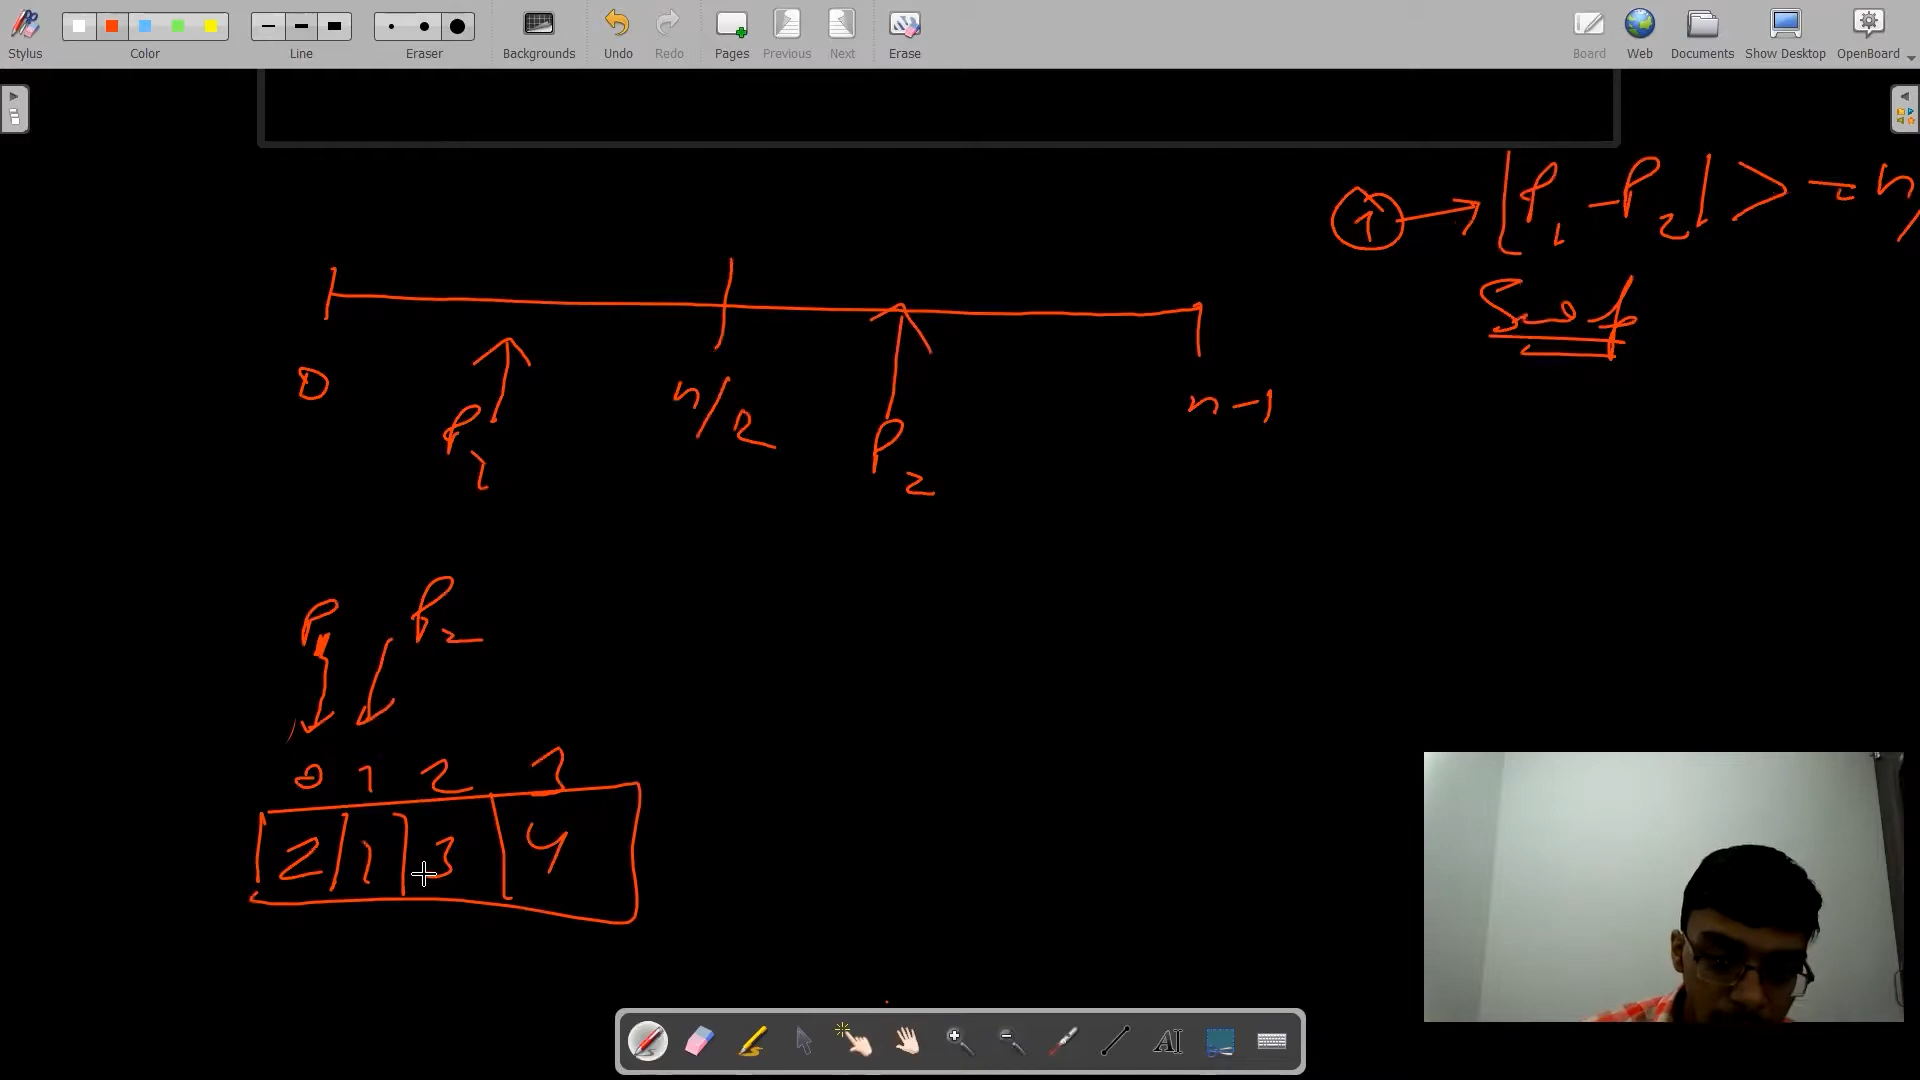 Stylus Color Line Eraser Backgrounds Undo Redo Pages Previous Next Erase Board Web Documents Show Desktop OpenBoard
1 → |P1 - P2| >= n/
Swap
0 n/2 n-1
P1 P2
P1 P2
0 1 2 3
2 1 3 4
AI